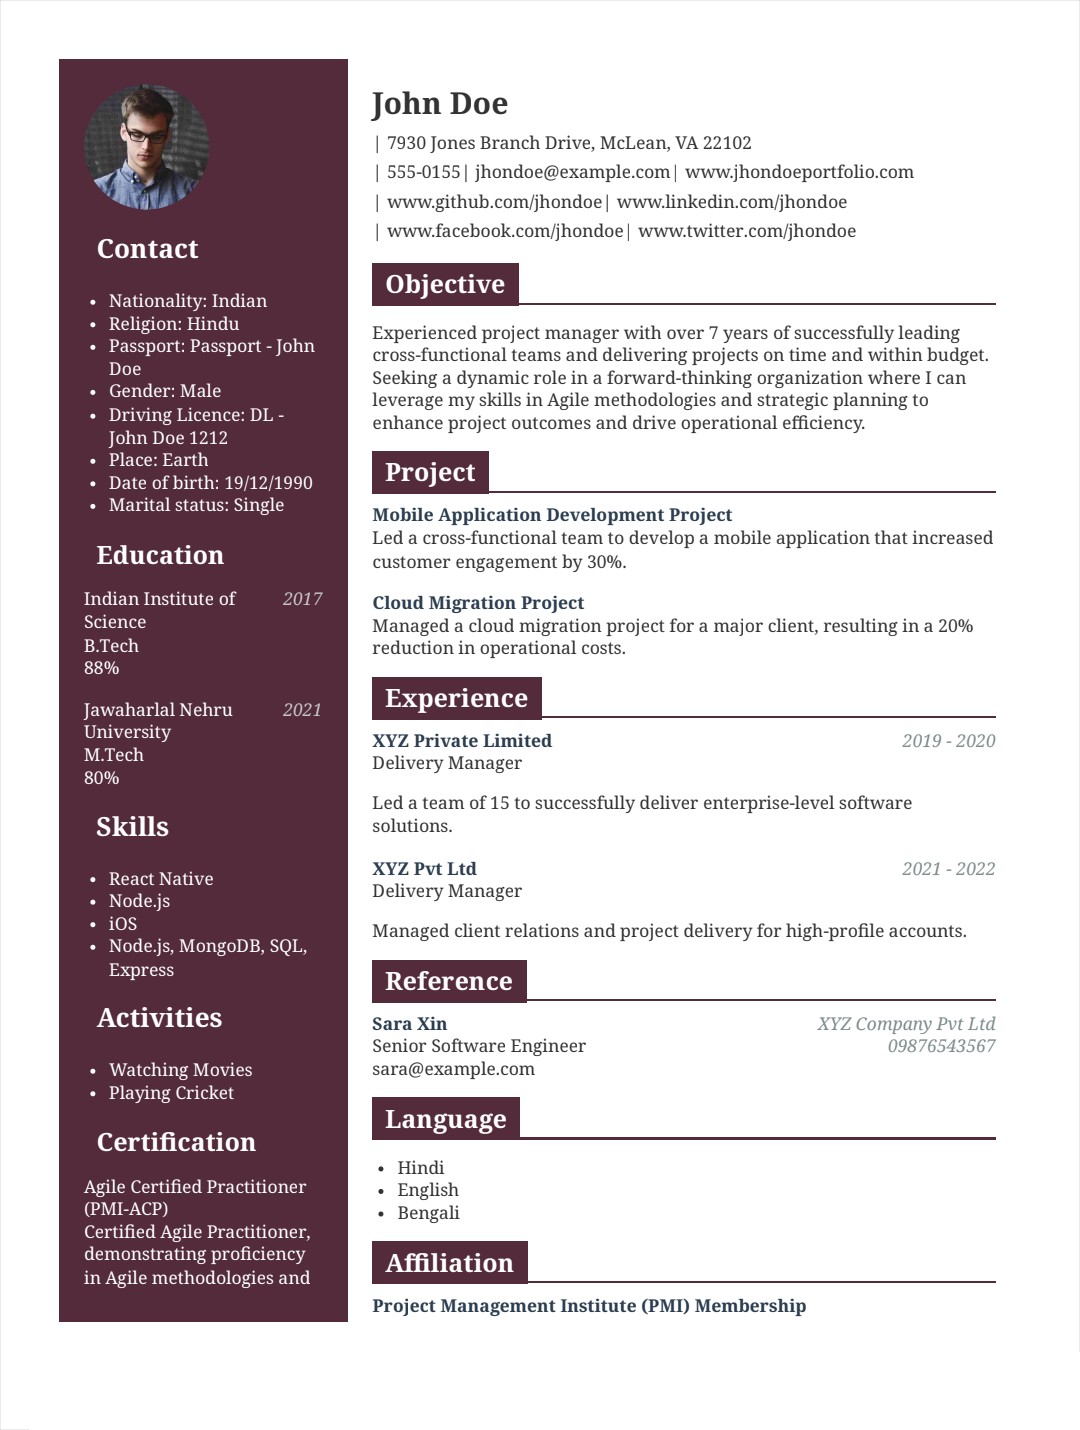 John Doe
| 7930 Jones Branch Drive, McLean, VA 22102
| 555-0155| jhondoe@example.com| www.jhondoeportfolio.com
| www.github.com/jhondoe| www.linkedin.com/jhondoe
| www.facebook.com/jhondoe| www.twitter.com/jhondoe
Contact
• Nationality: Indian
• Religion: Hindu
• Passport: Passport - John
Doe
• Gender: Male
• Driving Licence: DL -
John Doe 1212
• Place: Earth
• Date of birth: 19/12/1990
• Marital status: Single
Education
Indian Institute of 2017
Science
B.Tech
88%
Jawaharlal Nehru 2021
University
M.Tech
80%
Skills
• React Native
• Node.js
• iOS
• Node.js, MongoDB, SQL,
Express
Activities
• Watching Movies
• Playing Cricket
Certification
Agile Certified Practitioner
(PMI-ACP)
Certified Agile Practitioner,
demonstrating proficiency
in Agile methodologies and
Objective
Experienced project manager with over 7 years of successfully leading
cross-functional teams and delivering projects on time and within budget.
Seeking a dynamic role in a forward-thinking organization where I can
leverage my skills in Agile methodologies and strategic planning to
enhance project outcomes and drive operational efficiency.
Project
Mobile Application Development Project
Led a cross-functional team to develop a mobile application that increased
customer engagement by 30%.
Cloud Migration Project
Managed a cloud migration project for a major client, resulting in a 20%
reduction in operational costs.
Experience
XYZ Private Limited 2019 - 2020
Delivery Manager
Led a team of 15 to successfully deliver enterprise-level software
solutions.
XYZ Pvt Ltd 2021 - 2022
Delivery Manager
Managed client relations and project delivery for high-profile accounts.
Reference
Sara Xin XYZ Company Pvt Ltd
Senior Software Engineer 09876543567
sara@example.com
Language
• Hindi
• English
• Bengali
Affiliation
Project Management Institute (PMI) Membership